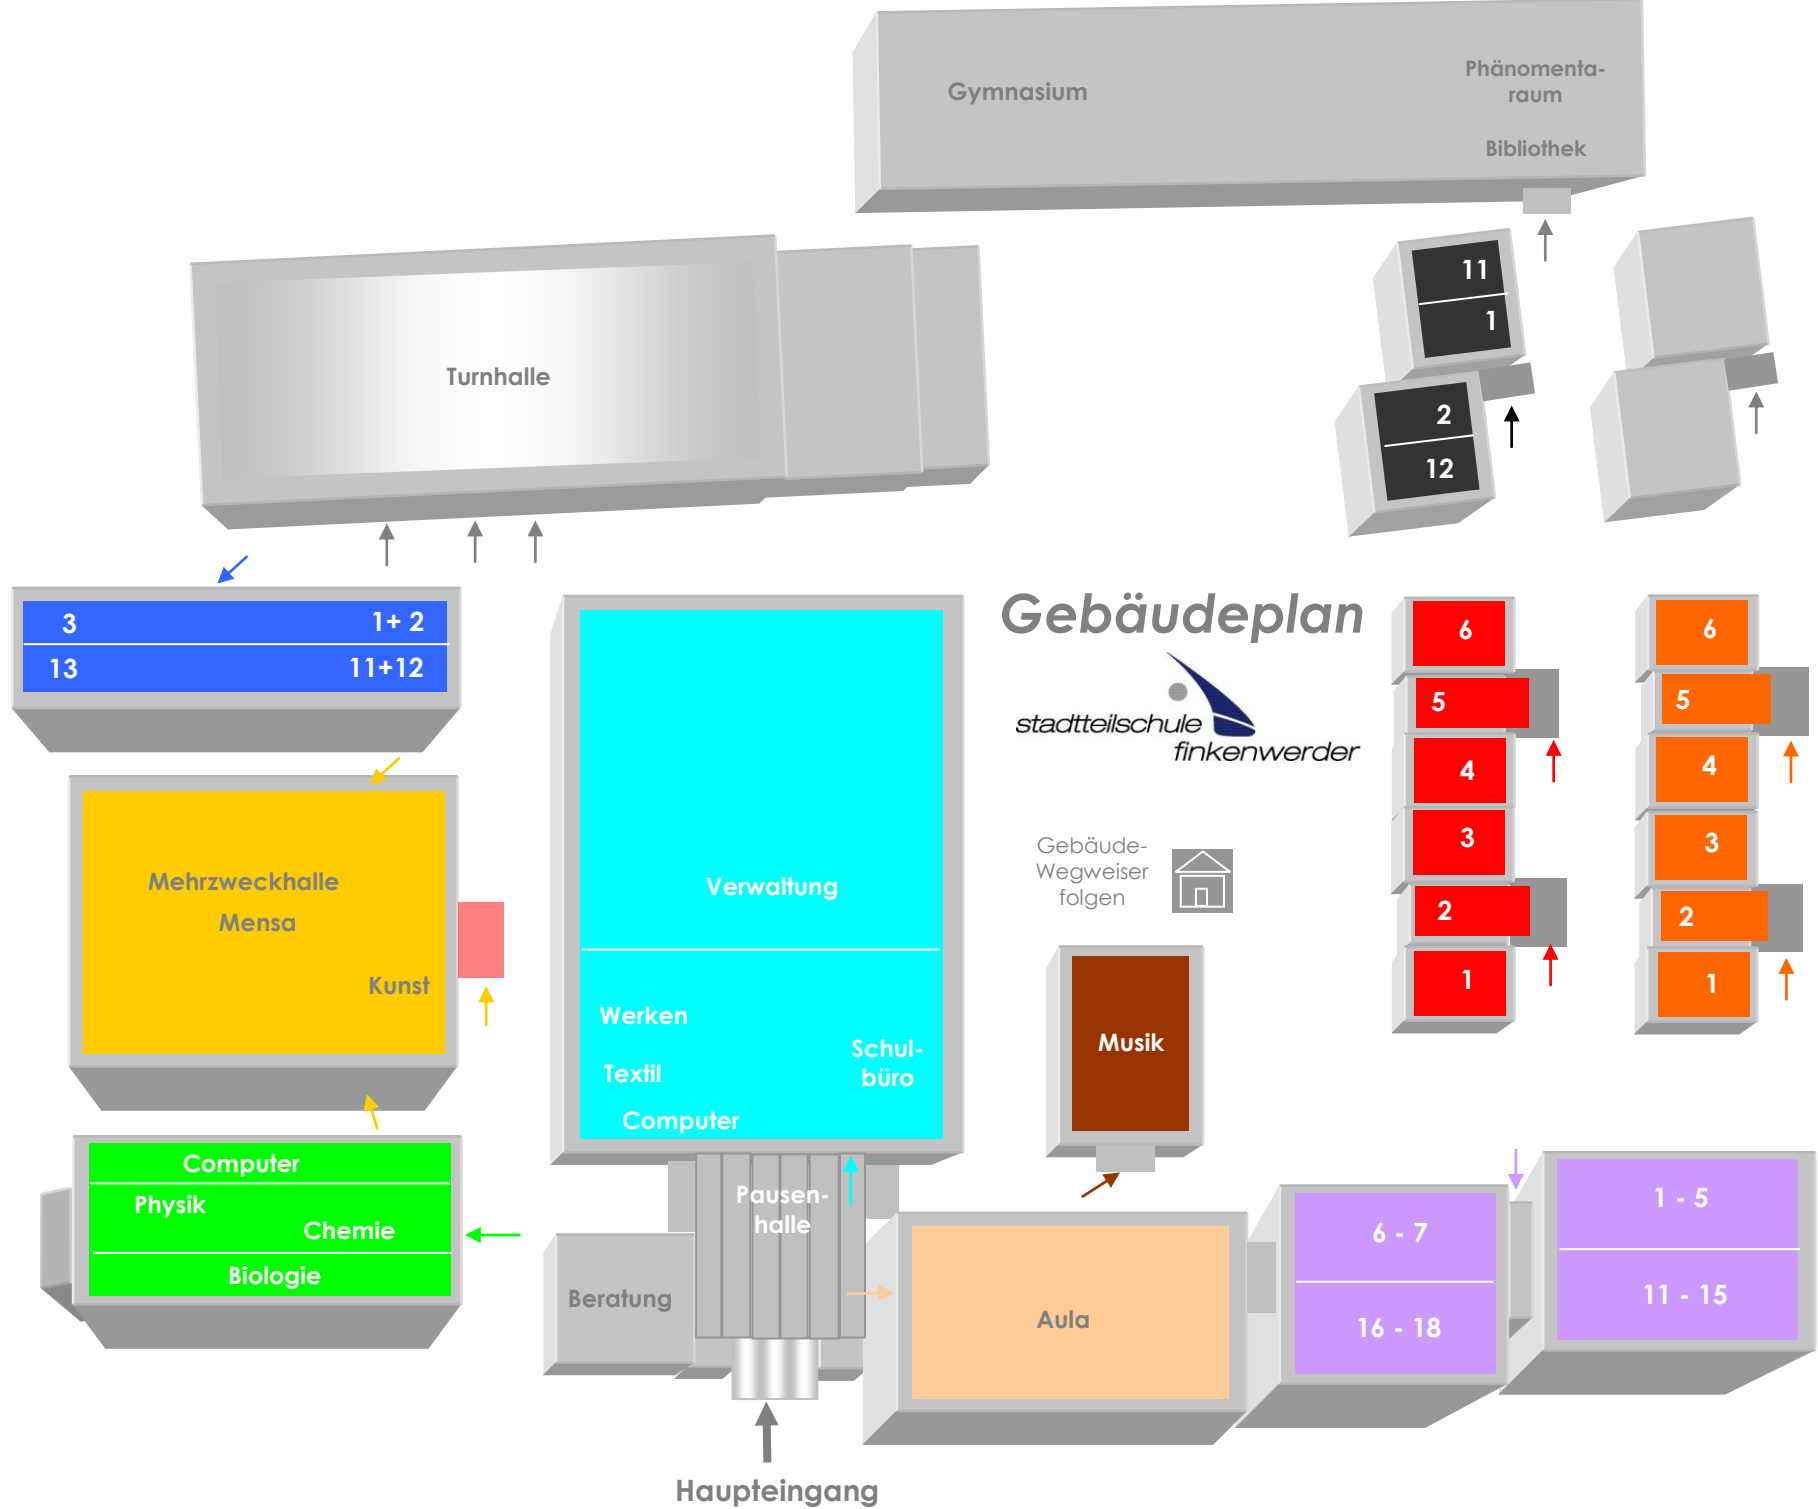 Gymnasium
Phänomenta-
raum
Bibliothek
11
1
2
12
Turnhalle
3 1+ 2
13 11+12
Gebäudeplan
stadtteilschule
finkenwerder
Gebäude-
Wegweiser
folgen
6
5
4
3
2
1
6
5
4
3
2
1
Mehrzweckhalle
Mensa
Kunst
Verwaltung
Werken
Textil
Computer
Schul-
büro
Musik
Computer
Physik
Chemie
Biologie
Pausen-
halle
Beratung
Aula
6 - 7
16 - 18
1 - 5
11 - 15
Haupteingang